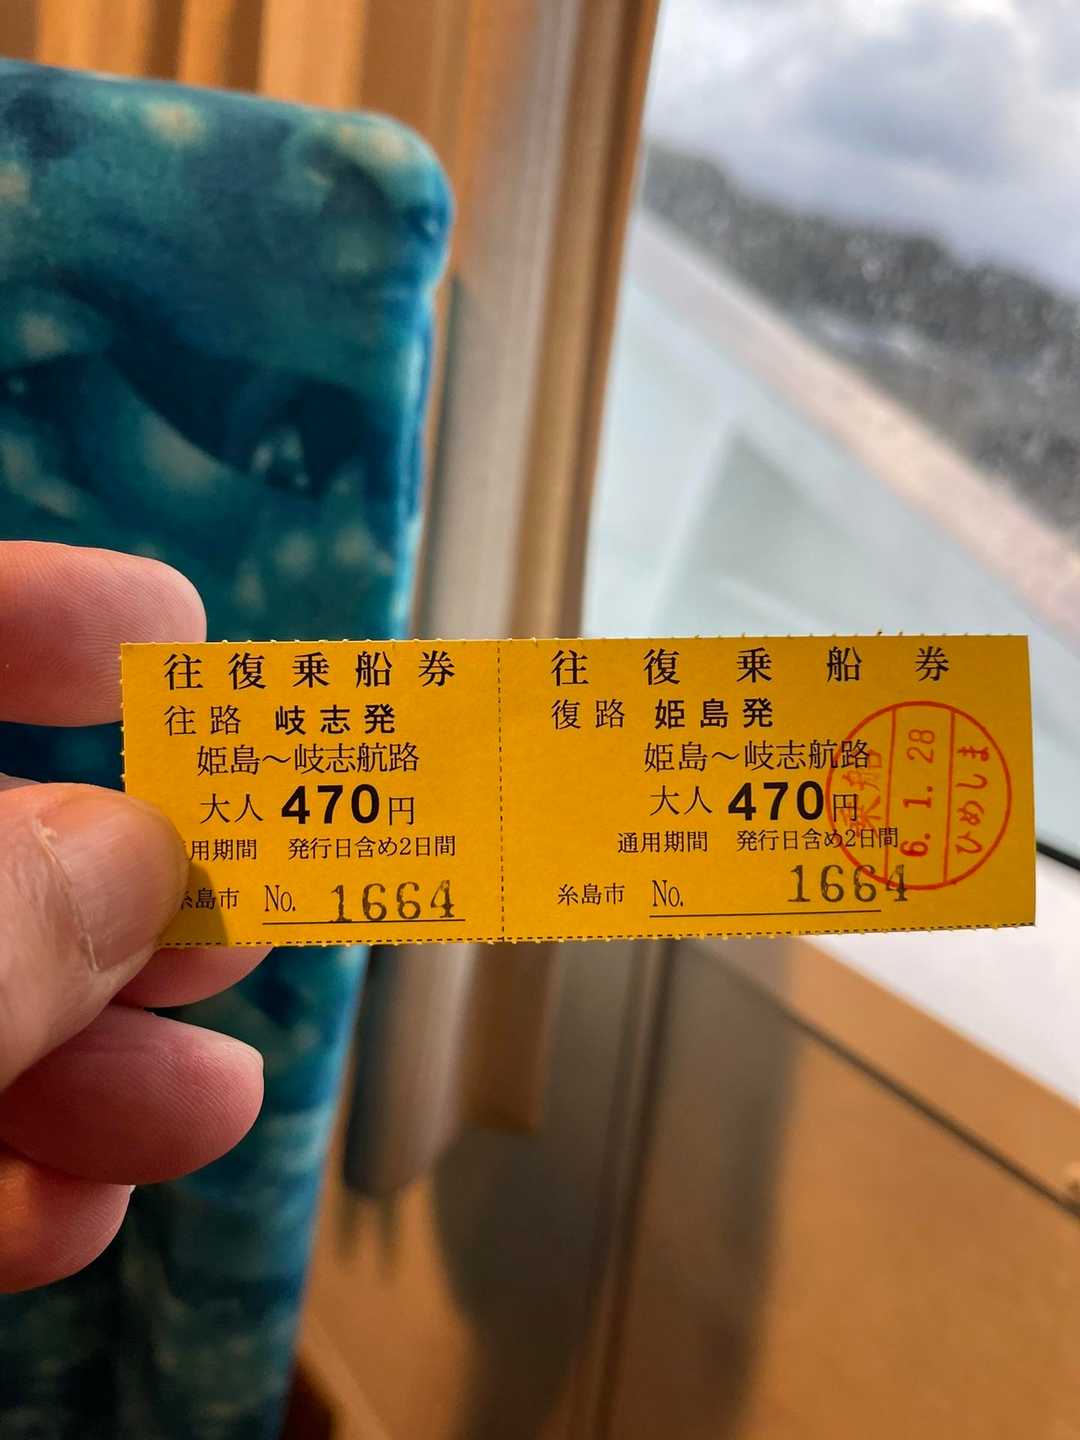 往復乗船券
往路 岐志発
姫島～岐志航路
大人 470円
用期間 発行日含め2日間
糸島市 No. 1664
往復乗船券
復路 姫島発
姫島～岐志航路
大人 470円
通用期間 発行日含め2日間
糸島市 No. 1664
乗船
6.1.28
ひめしま